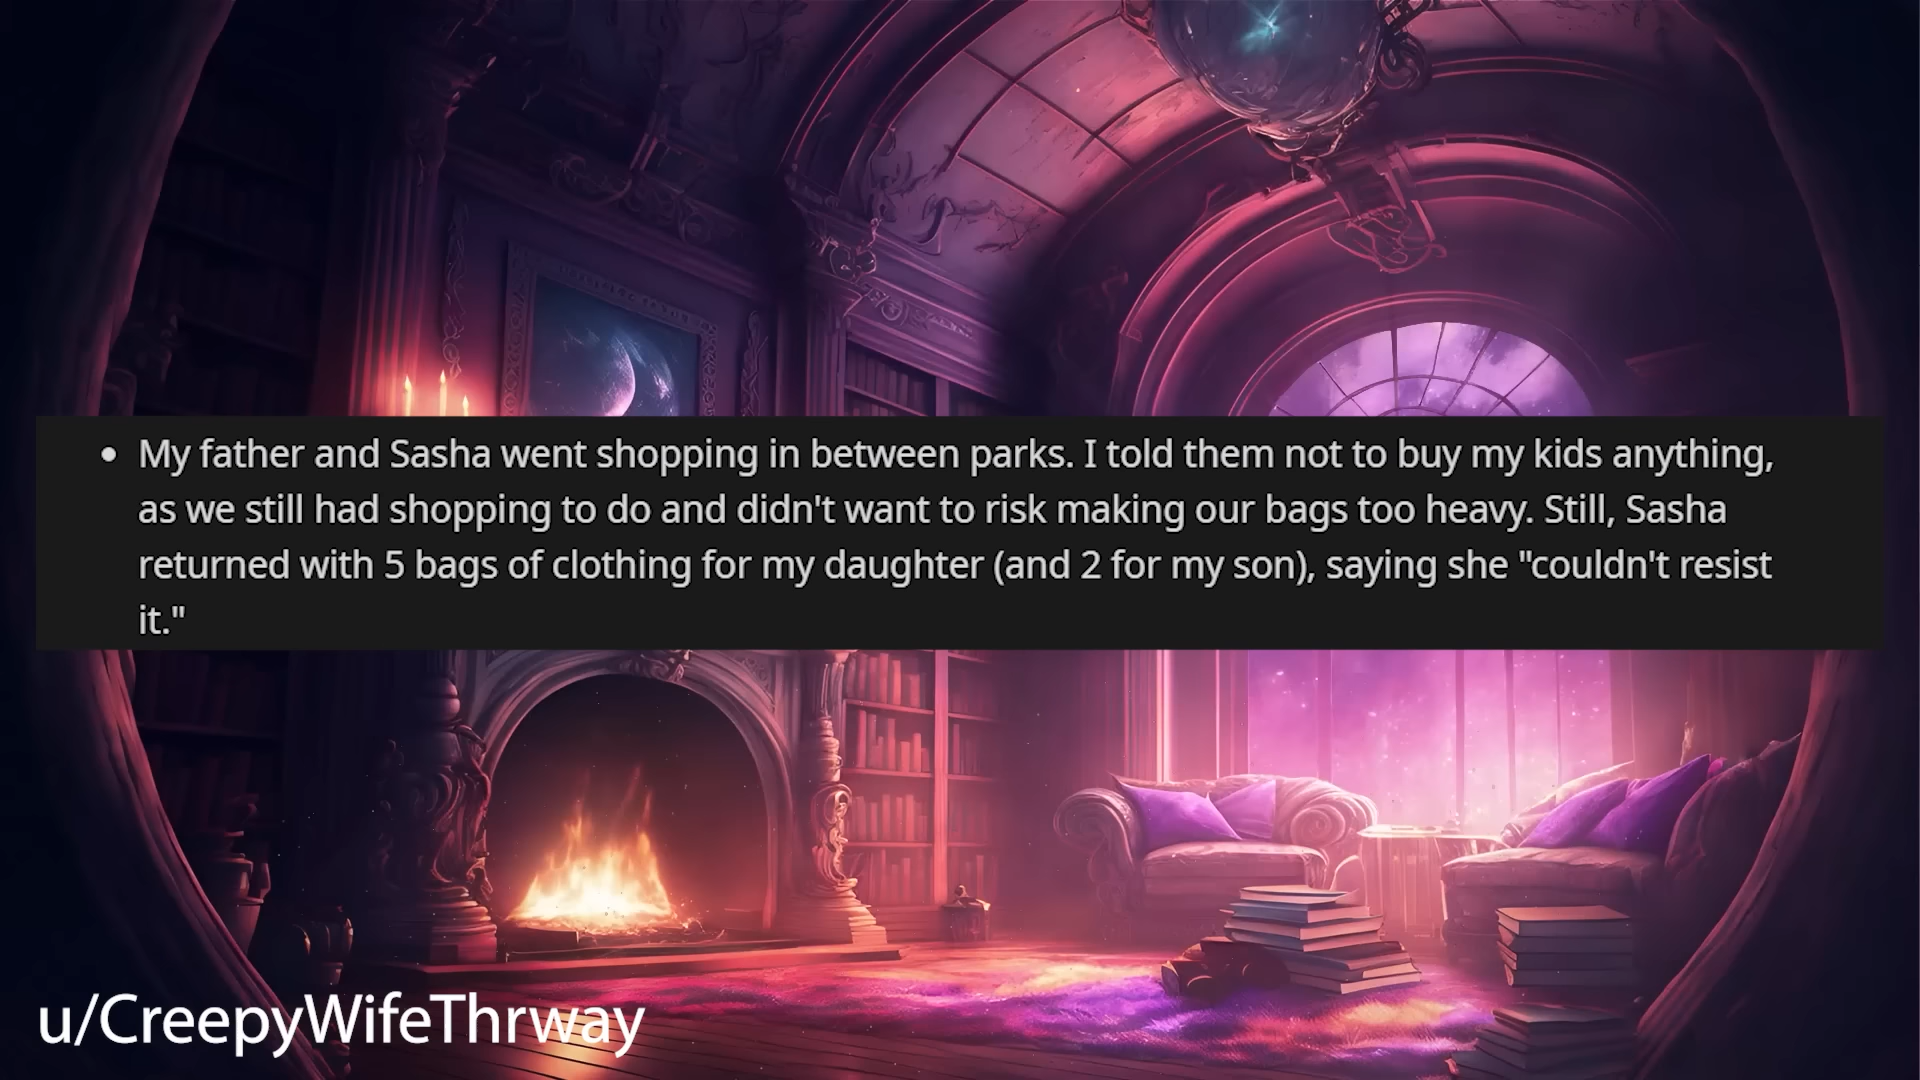 • My father and Sasha went shopping in between parks. I told them not to buy my kids anything,
as we still had shopping to do and didn't want to risk making our bags too heavy. Still, Sasha
returned with 5 bags of clothing for my daughter (and 2 for my son), saying she "couldn't resist
it."
u/CreepyWifeThrway